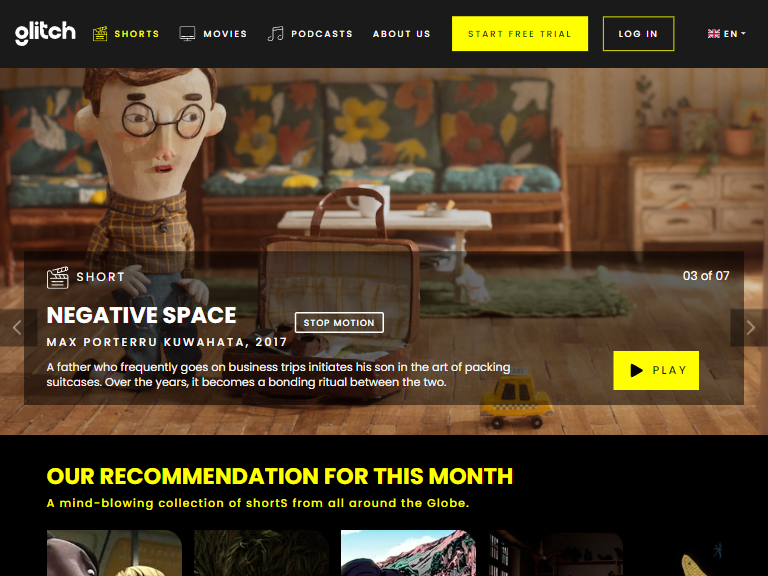 glitch
SHORTS
MOVIES
PODCASTS
ABOUT US
START FREE TRIAL
LOG IN
EN
SHORT
03 of 07
NEGATIVE SPACE
STOP MOTION
MAX PORTERRU KUWAHATA, 2017
A father who frequently goes on business trips initiates his son in the art of packing
suitcases. Over the years, it becomes a bonding ritual between the two.
PLAY
OUR RECOMMENDATION FOR THIS MONTH
A mind-blowing collection of shortS from all around the Globe.